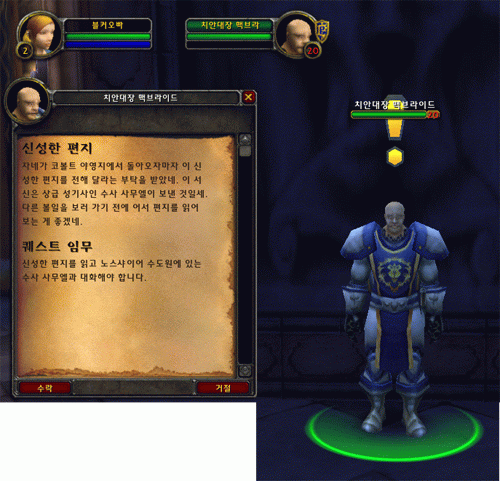 블커오빠
2
치안대장 맥브라
20
치안대장 맥브라이드
치안대장 맥브라이드
신성한 편지
자네가 코볼트 야영지에서 돌아오자마자 이 신
성한 편지를 전해 달라는 부탁을 받았네. 이 서
신은 상급 성기사인 수사 사무엘이 보낸 것일세.
다른 볼일을 보러 가기 전에 어서 편지를 읽어
보는 게 좋겠네.
퀘스트 임무
신성한 편지를 읽고 노스샤이어 수도원에 있는
수사 사무엘과 대화해야 합니다.
수락
거절